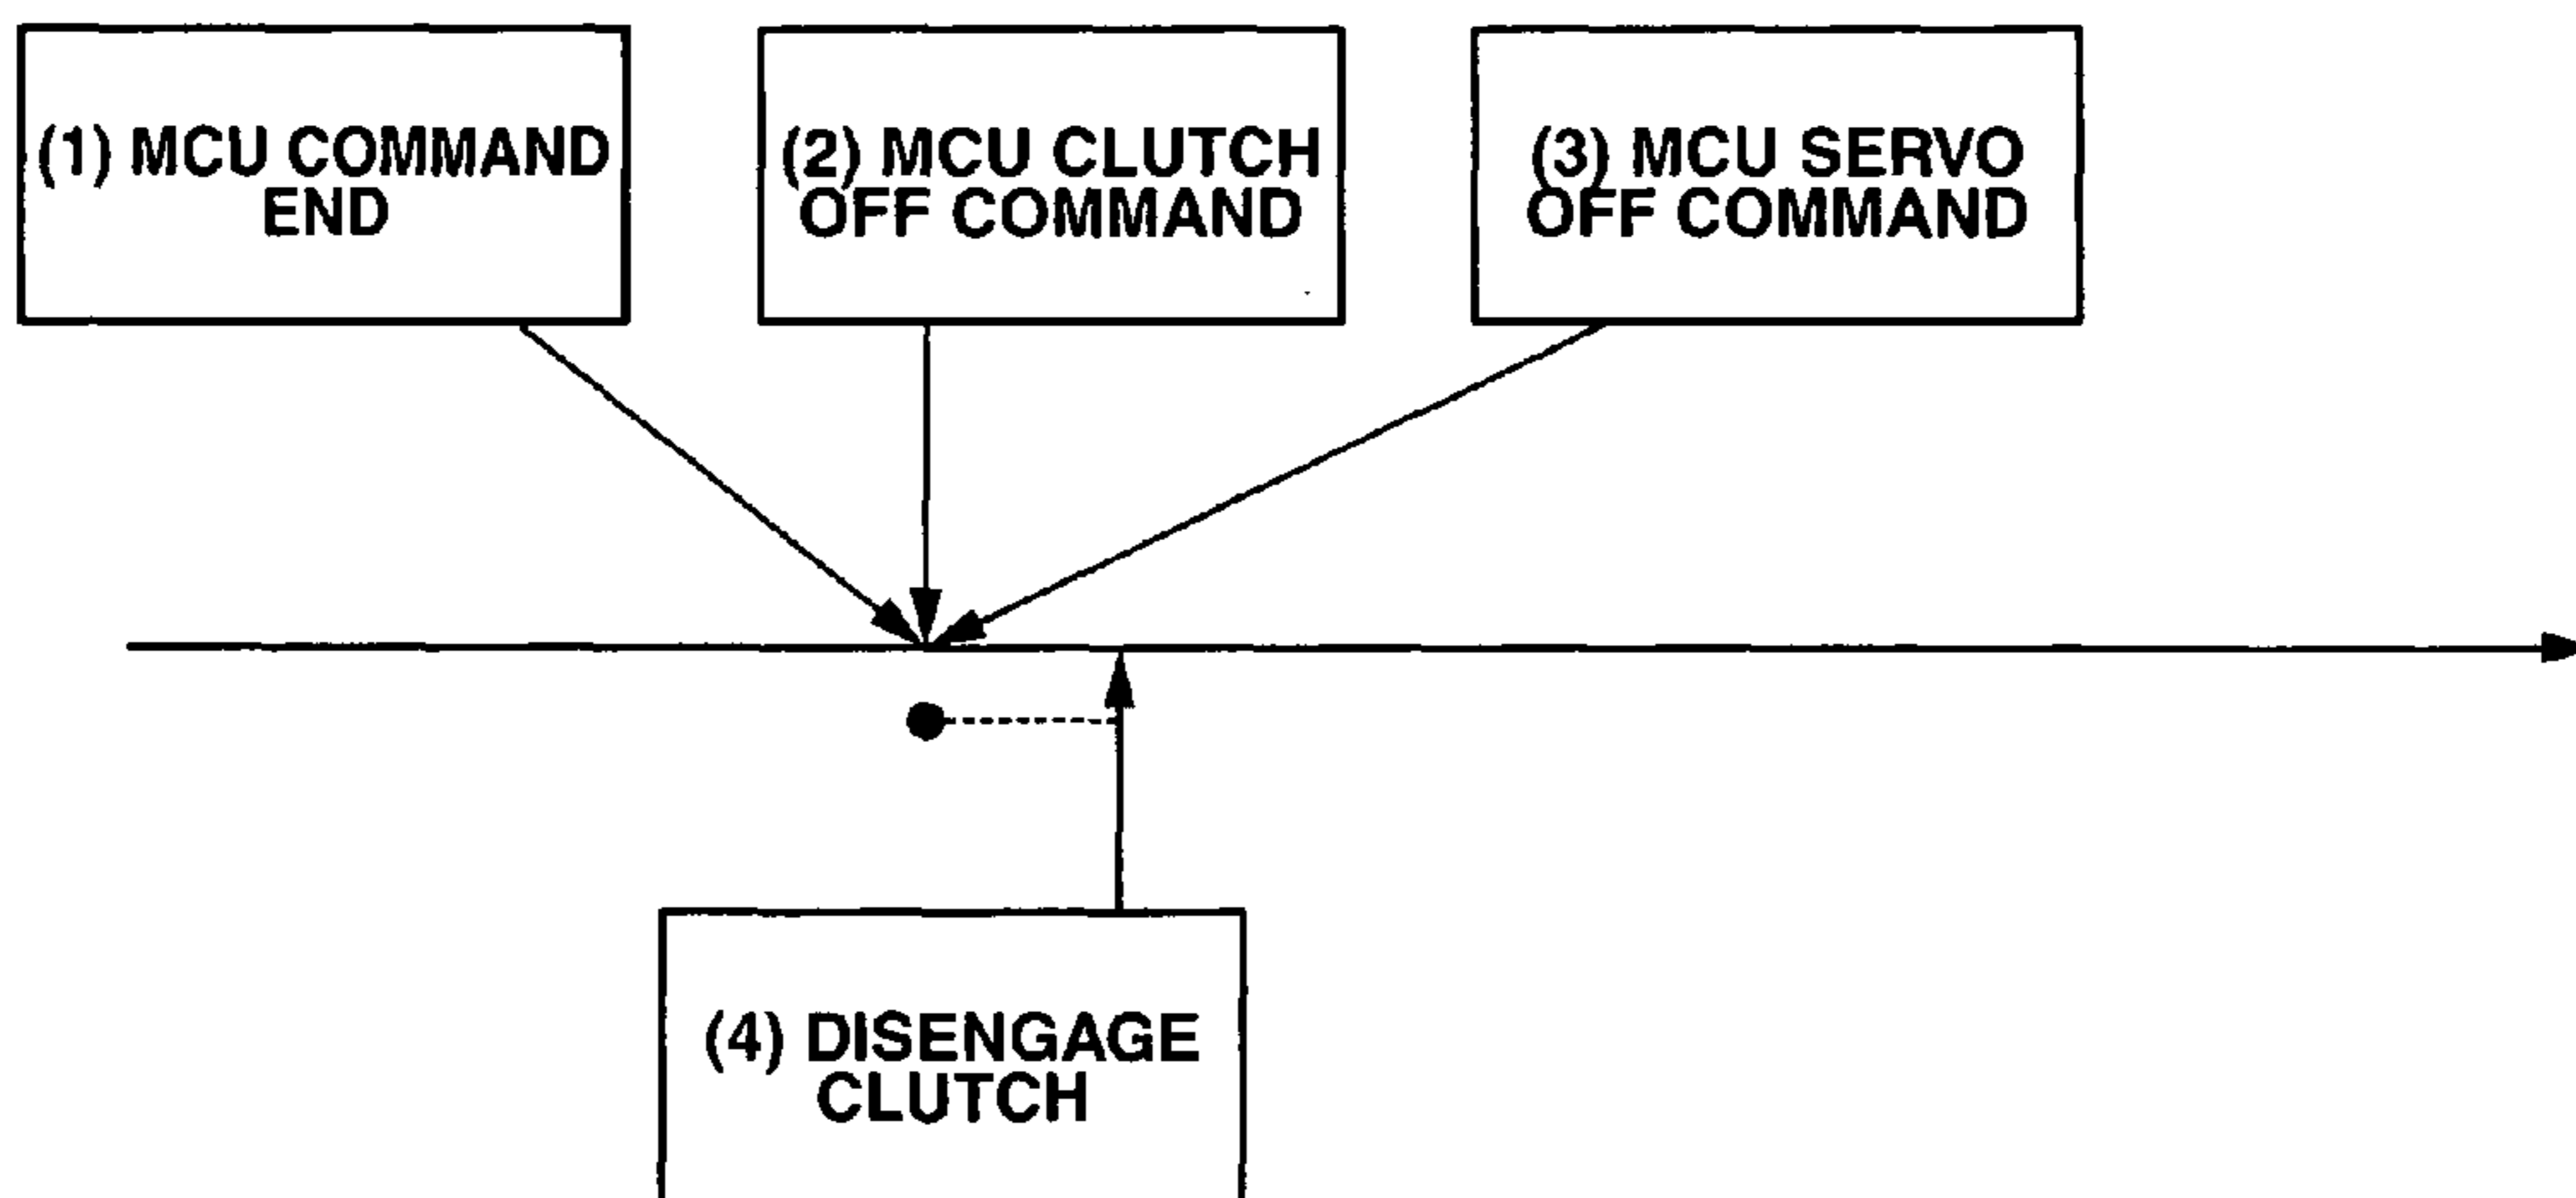 (1) MCU COMMAND
END
(2) MCU CLUTCH
OFF COMMAND
(3) MCU SERVO
OFF COMMAND
(4) DISENGAGE
CLUTCH